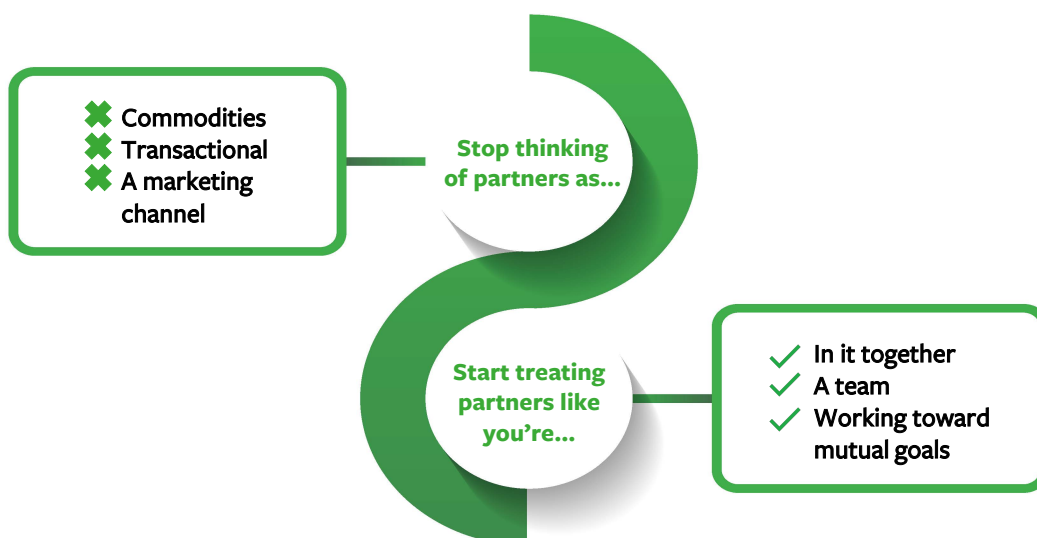 Commodities
Transactional
A marketing
channel
Stop thinking
of partners as...
Start treating
partners like
you’re...
In it together
A team
Working toward
mutual goals